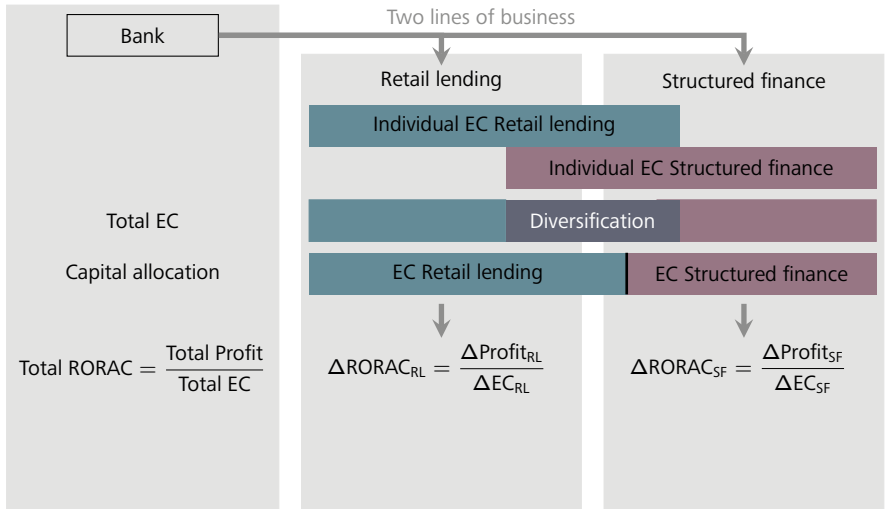 Two lines of business
Bank
Retail lending
Structured finance
Individual EC Retail lending
Individual EC Structured finance
Total EC
Diversification
Capital allocation
EC Retail lending
EC Structured finance
Total RORAC = Total Profit / Total EC
ΔRORAC_RL = ΔProfit_RL / ΔEC_RL
ΔRORAC_SF = ΔProfit_SF / ΔEC_SF